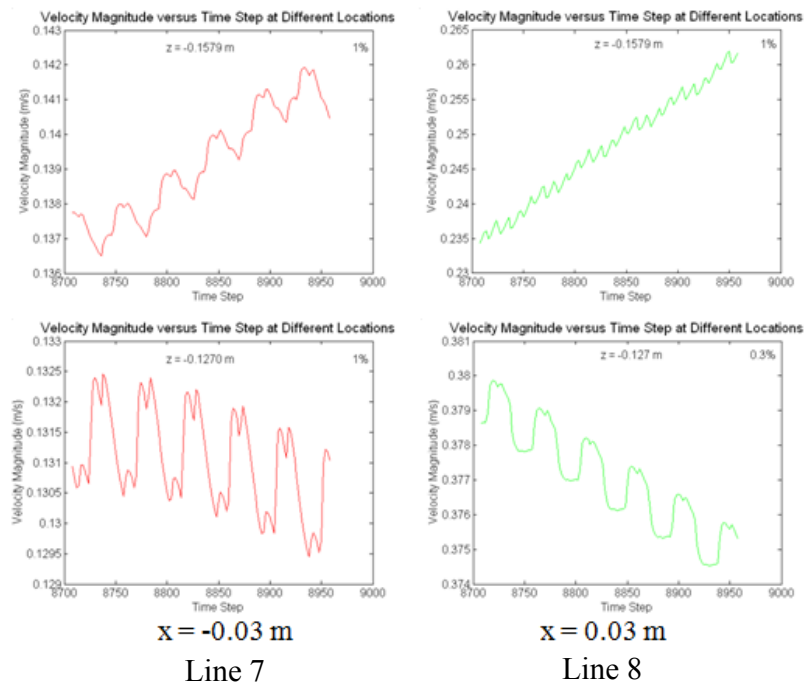 Velocity Magnitude versus Time Step at Different Locations
0.143
0.142
0.141
0.14
0.139
0.138
0.137
0.136
Velocity Magnitude (m/s)
z = -0.1579 m
1%
8700 8750 8800 8850 8900 8950 9000
Time Step
Velocity Magnitude versus Time Step at Different Locations
0.265
0.26
0.255
0.25
0.245
0.24
0.235
0.23
Velocity Magnitude (m/s)
z = -0.1579 m
1%
8700 8750 8800 8850 8900 8950 9000
Time Step
Velocity Magnitude versus Time Step at Different Locations
0.133
0.1325
0.132
0.1315
0.131
0.1305
0.13
0.1295
0.129
Velocity Magnitude (m/s)
z = -0.1270 m
1%
8700 8750 8800 8850 8900 8950 9000
Time Step
Velocity Magnitude versus Time Step at Different Locations
0.381
0.38
0.379
0.378
0.377
0.376
0.375
0.374
Velocity Magnitude (m/s)
z = -0.127 m
0.3%
8700 8750 8800 8850 8900 8950 9000
Time Step
x = -0.03 m
Line 7
x = 0.03 m
Line 8